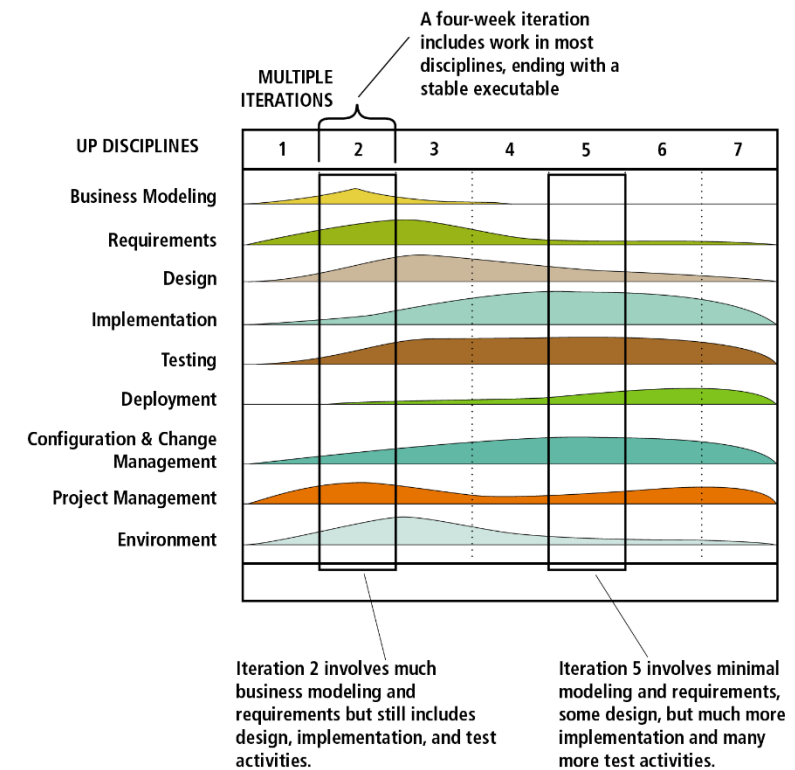 A four-week iteration
includes work in most
disciplines, ending with a
stable executable
MULTIPLE
ITERATIONS
UP DISCIPLINES 1 2 3 4 5 6 7
Business Modeling
Requirements
Design
Implementation
Testing
Deployment
Configuration & Change
Management
Project Management
Environment
Iteration 2 involves much
business modeling and
requirements but still includes
design, implementation, and test
activities.
Iteration 5 involves minimal
modeling and requirements,
some design, but much more
implementation and many
more test activities.